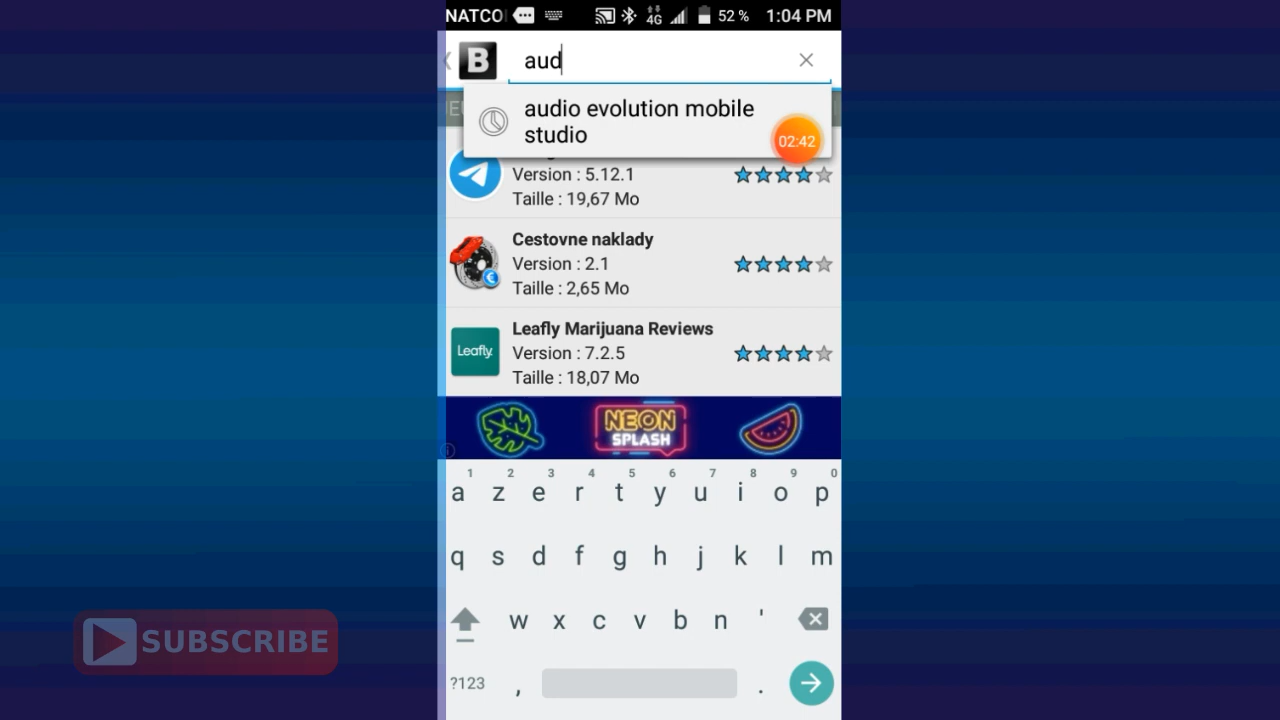 NATCO
4G
52 %
1:04 PM
B
aud
audio evolution mobile
studio
02:42
Version : 5.12.1
Taille : 19,67 Mo
Cestovne naklady
Version : 2.1
Taille : 2,65 Mo
Leafly
Leafly Marijuana Reviews
Version : 7.2.5
Taille : 18,07 Mo
NEON
SPLASH
1 2 3 4 5 6 7 8 9 0
a z e r t y u i o p
q s d f g h j k l m
w x c v b n '
?123 , .
SUBSCRIBE